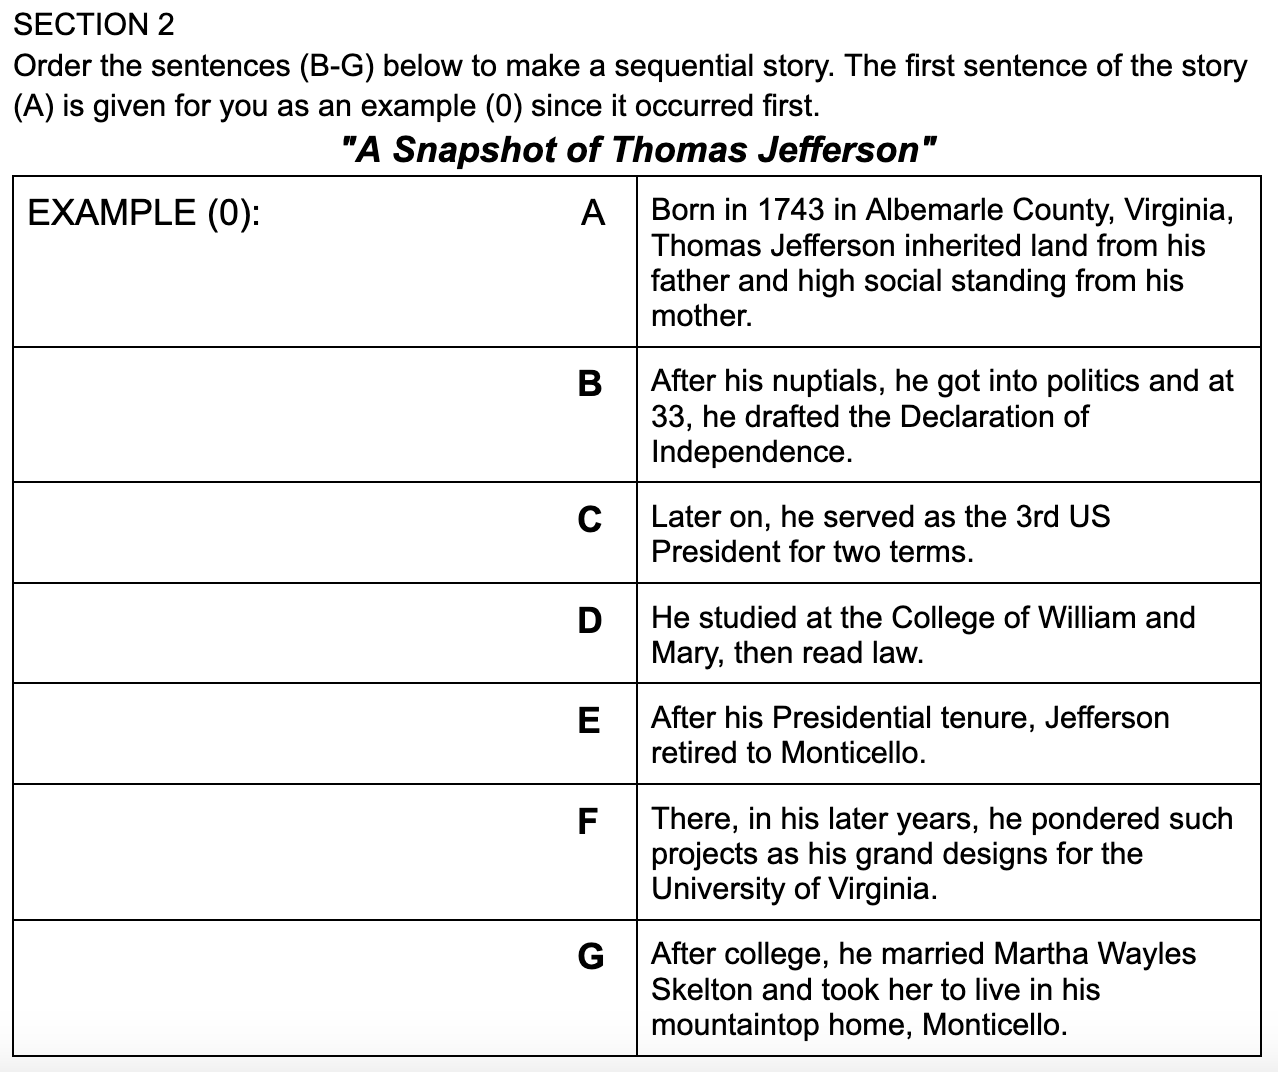 SECTION 2
Order the sentences (B-G) below to make a sequential story. The first sentence of the story
(A) is given for you as an example (0) since it occurred first.
"A Snapshot of Thomas Jefferson"
EXAMPLE (0): A
Born in 1743 in Albemarle County, Virginia,
Thomas Jefferson inherited land from his
father and high social standing from his
mother.
B
After his nuptials, he got into politics and at
33, he drafted the Declaration of
Independence.
C
Later on, he served as the 3rd US
President for two terms.
D
He studied at the College of William and
Mary, then read law.
E
After his Presidential tenure, Jefferson
retired to Monticello.
F
There, in his later years, he pondered such
projects as his grand designs for the
University of Virginia.
G
After college, he married Martha Wayles
Skelton and took her to live in his
mountaintop home, Monticello.